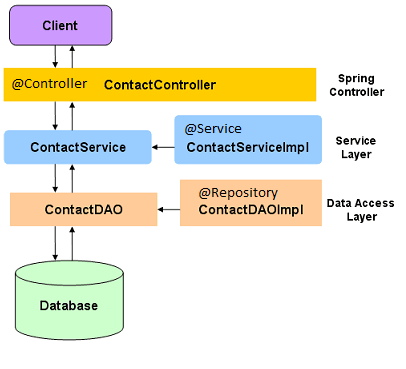 Client
@Controller ContactController
Spring
Controller
@Service
ContactService
ContactServiceImpl
Service
Layer
@Repository
ContactDAO
ContactDAOImpl
Data Access
Layer
Database